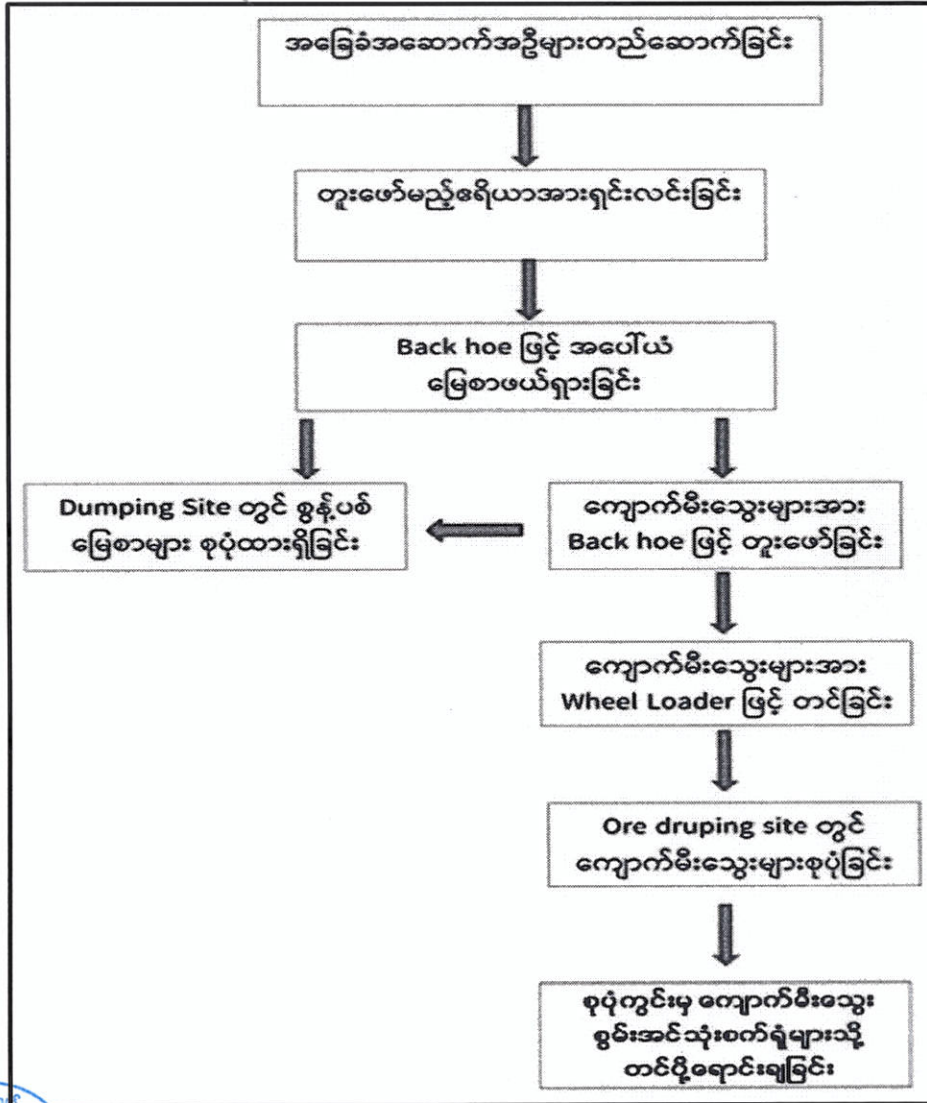 အခြေခံအဆောက်အဦများတည်ဆောက်ခြင်း
တူးဖော်မည့်ဧရိယာအားရှင်းလင်းခြင်း
Back hoe ဖြင့် အပေါ်ယံ
မြေစာဖယ်ရှားခြင်း
Dumping Site တွင် စွန့်ပစ်
မြေစာများ စုပုံထားရှိခြင်း
ကျောက်မီးသွေးများအား
Back hoe ဖြင့် တူးဖော်ခြင်း
ကျောက်မီးသွေးများအား
Wheel Loader ဖြင့် တင်ခြင်း
Ore druping site တွင်
ကျောက်မီးသွေးများစုပုံခြင်း
စုပုံကွင်းမှ ကျောက်မီးသွေး
စွမ်းအင်သုံးစက်ရုံများသို့
တင်ပို့ရောင်းချခြင်း